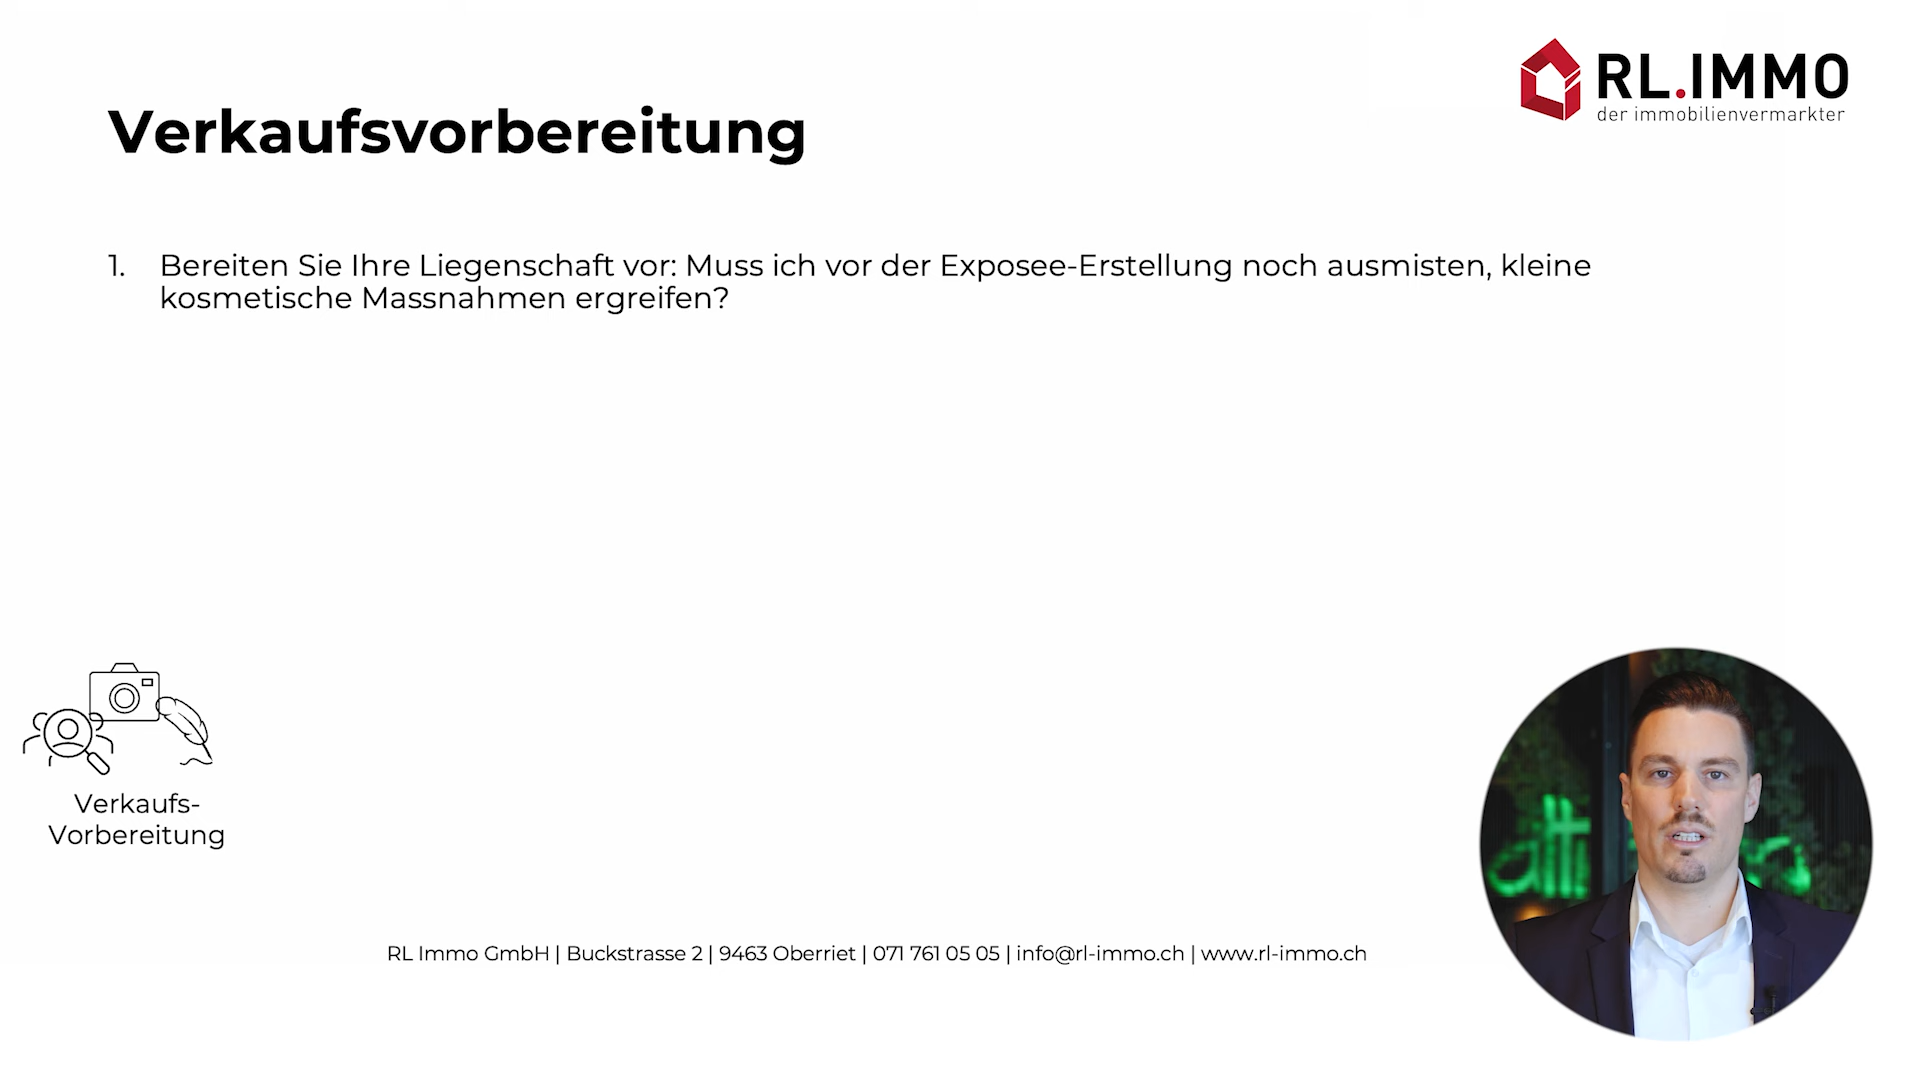 RL.IMMO
der immobilienvermarkter
Verkaufsvorbereitung
1. Bereiten Sie Ihre Liegenschaft vor: Muss ich vor der Exposee-Erstellung noch ausmisten, kleine
kosmetische Massnahmen ergreifen?
Verkaufs-
Vorbereitung
RL Immo GmbH | Buckstrasse 2 | 9463 Oberriet | 071 761 05 05 | info@rl-immo.ch | www.rl-immo.ch